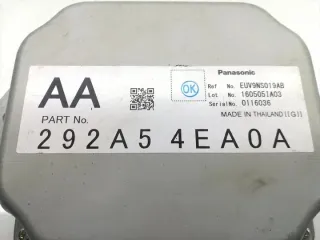 Panasonic
AA
OK
Ref No. EUV9NS019AB
Lot No. 1605051A03
Serial No. 0116036
PART No.
MADE IN THAILAND
292A5 4EA0A